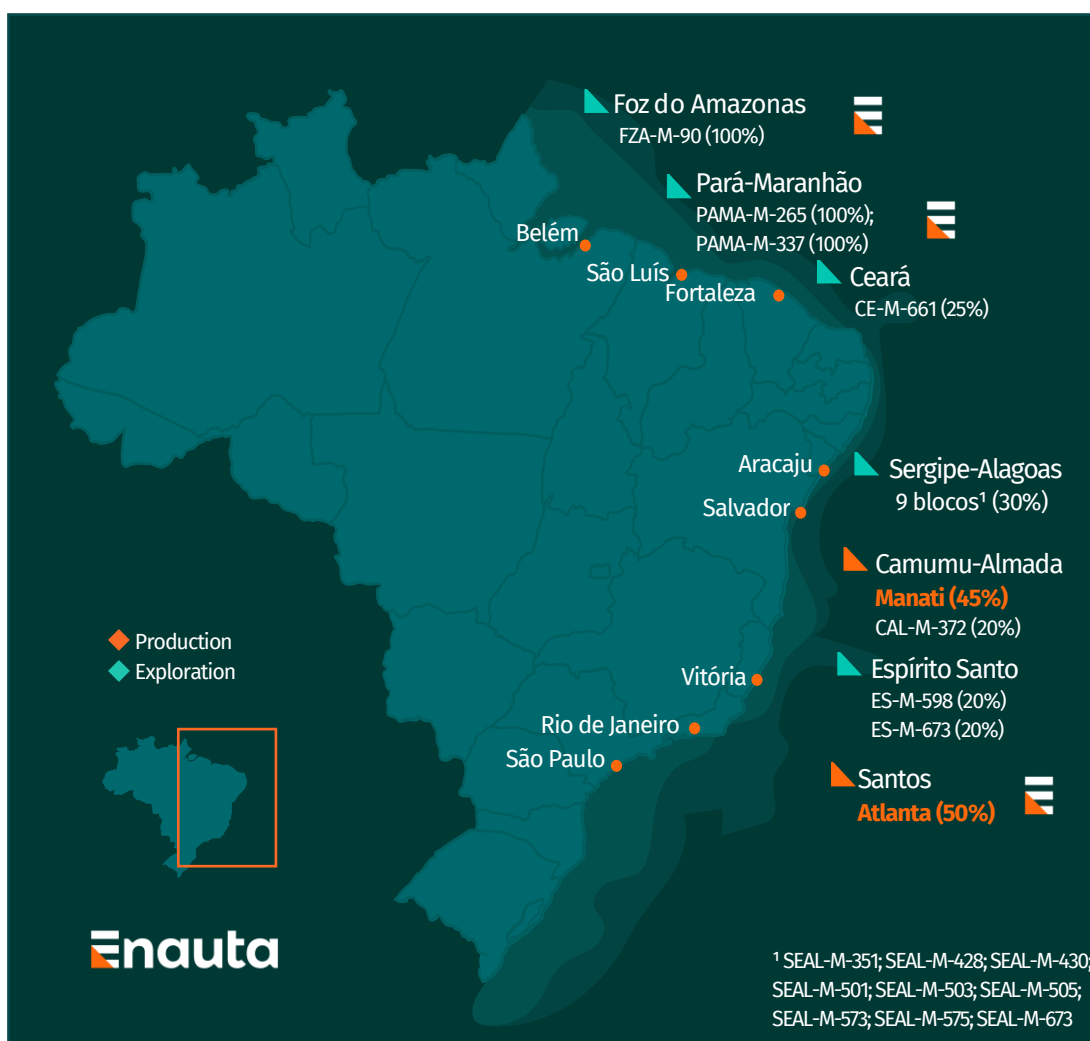 Foz do Amazonas
FZA-M-90 (100%)
Pará-Maranhão
PAMA-M-265 (100%);
PAMA-M-337 (100%)
Belém
São Luís
Fortaleza
Ceará
CE-M-661 (25%)
Aracaju
Sergipe-Alagoas
9 blocos¹ (30%)
Salvador
Camumu-Almada
Manati (45%)
CAL-M-372 (20%)
Production
Exploration
Vitória
Espírito Santo
ES-M-598 (20%)
ES-M-673 (20%)
Rio de Janeiro
São Paulo
Santos
Atlanta (50%)
Enauta
¹ SEAL-M-351; SEAL-M-428; SEAL-M-430;
SEAL-M-501; SEAL-M-503; SEAL-M-505;
SEAL-M-573; SEAL-M-575; SEAL-M-673